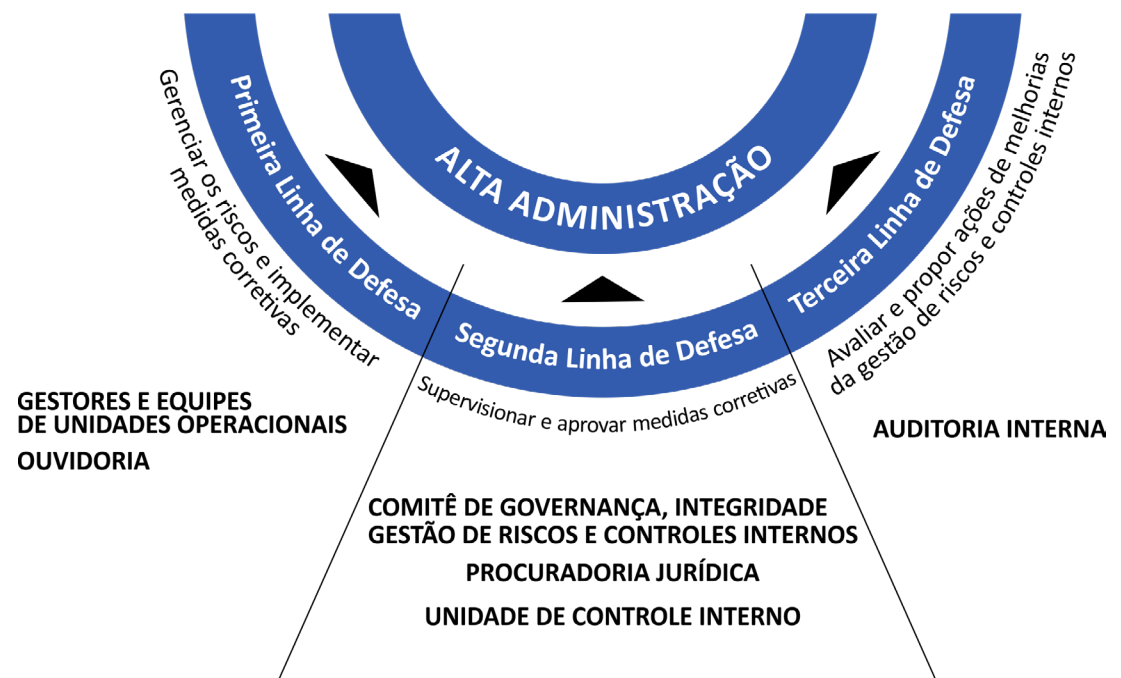 ALTA ADMINISTRAÇÃO
Primeira Linha de Defesa
Gerenciar os riscos e implementar
medidas corretivas
GESTORES E EQUIPES
DE UNIDADES OPERACIONAIS
OUVIDORIA
Segunda Linha de Defesa
Supervisionar e aprovar medidas corretivas
COMITÊ DE GOVERNANÇA, INTEGRIDADE
GESTÃO DE RISCOS E CONTROLES INTERNOS
PROCURADORIA JURÍDICA
UNIDADE DE CONTROLE INTERNO
Terceira Linha de Defesa
Avaliar e propor ações de melhorias
da gestão de riscos e controles internos
AUDITORIA INTERNA